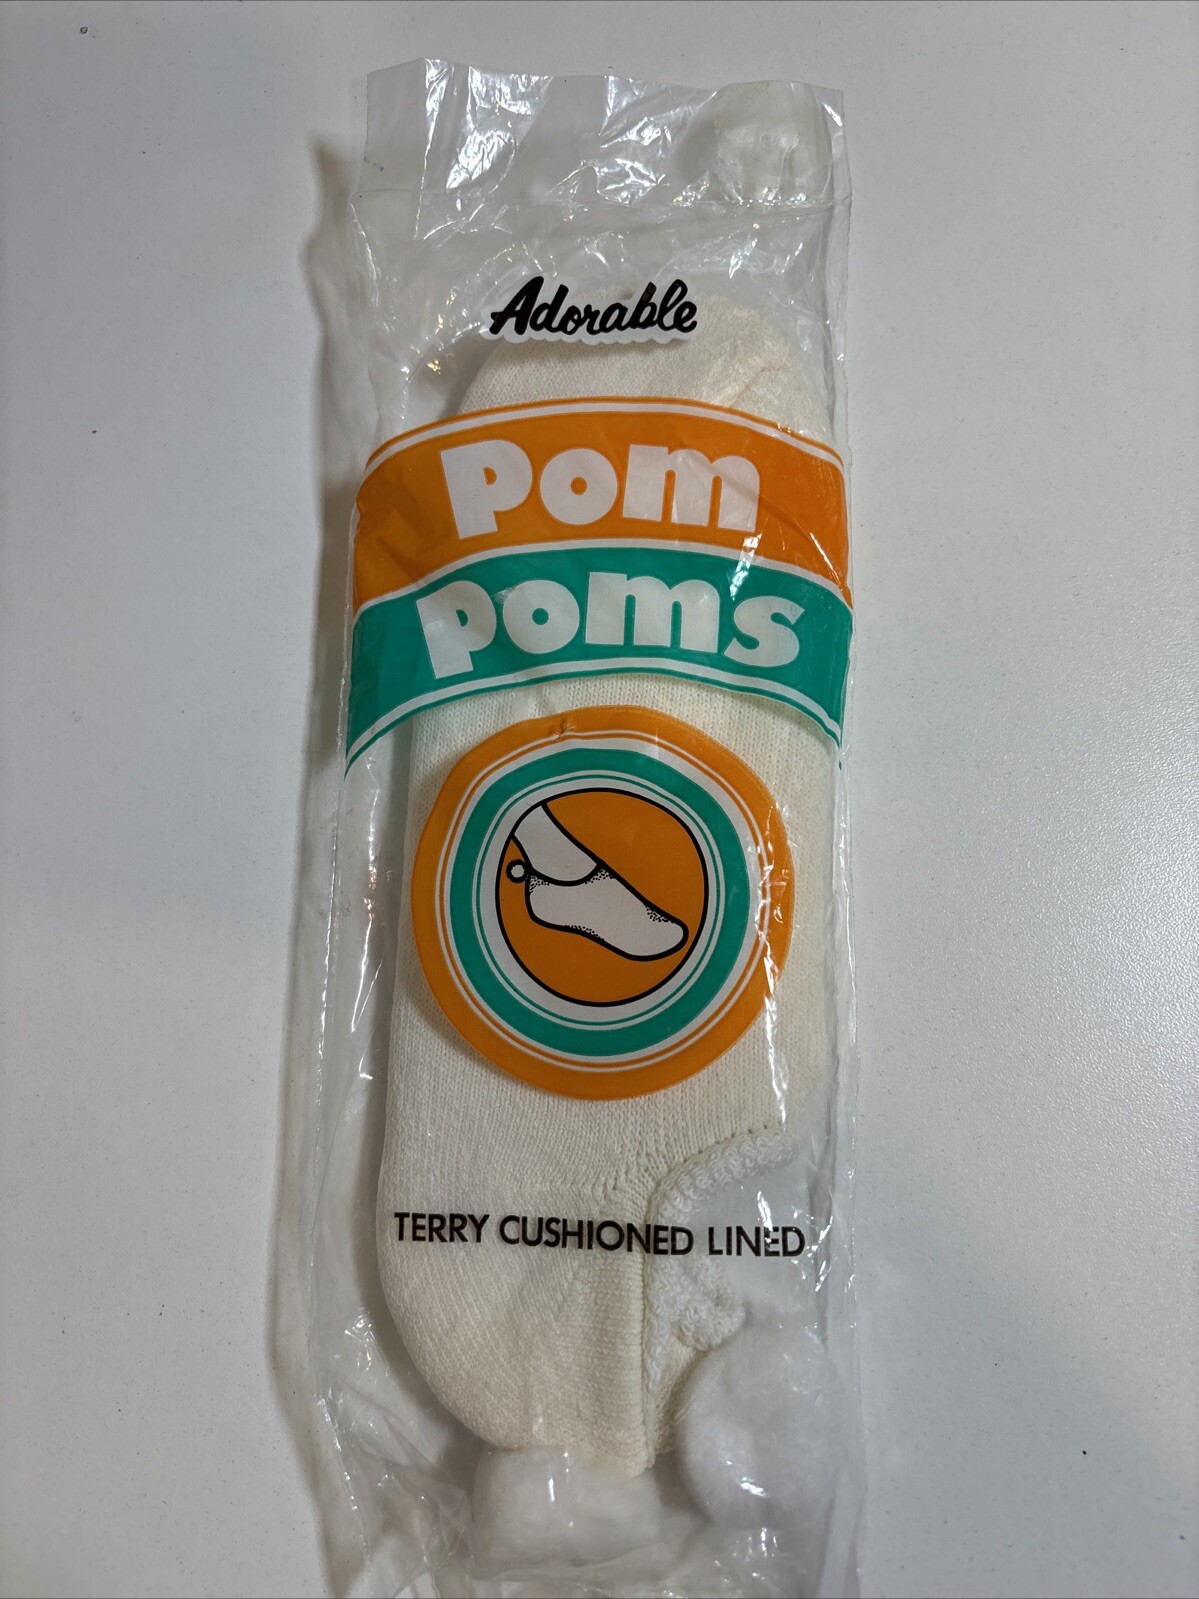 Adorable
Pom
Poms
TERRY CUSHIONED LINED